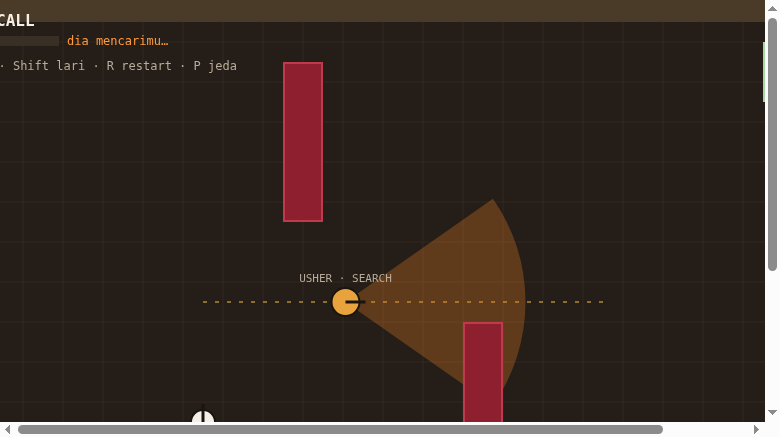 CALL
dia mencarimu…
· Shift lari · R restart · P jeda
USHER · SEARCH